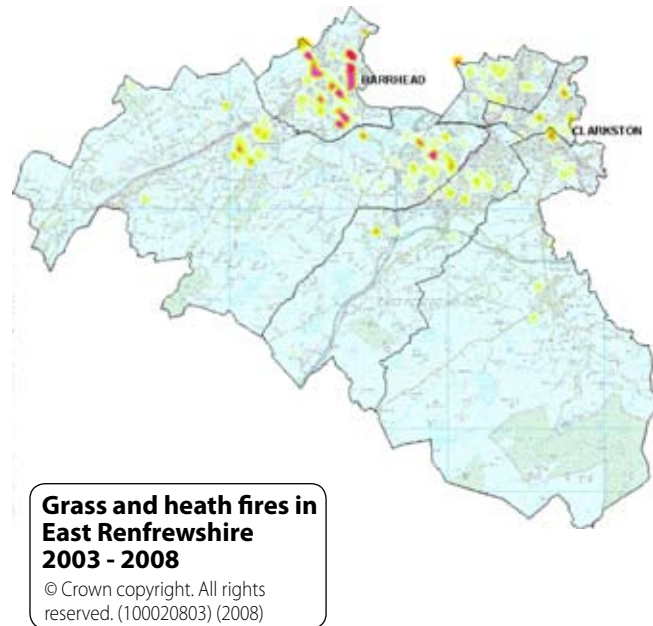 BARRHEAD
CLARKSTON
Grass and heath fires in
East Renfrewshire
2003 - 2008
© Crown copyright. All rights
reserved. (100020803) (2008)